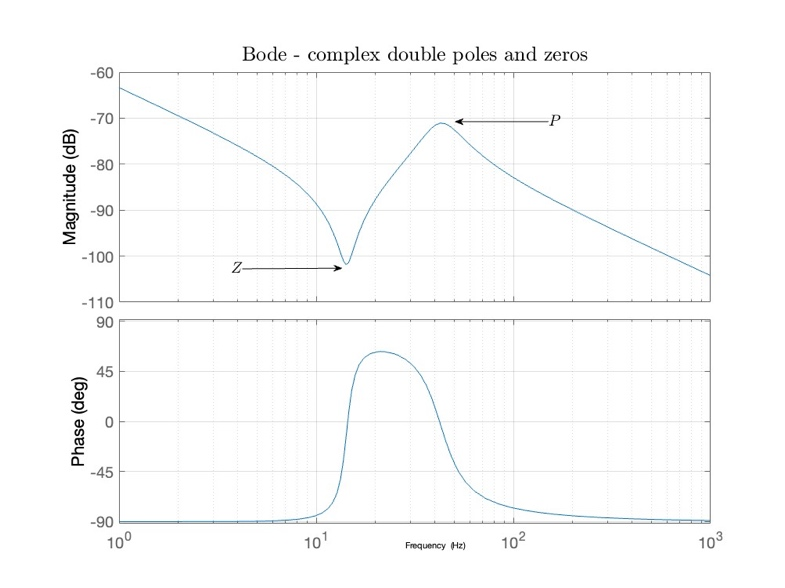 Bode - complex double poles and zeros
-60
-70
-80
-90
-100
-110
Magnitude (dB)
P
Z
90
45
0
-45
-90
Phase (deg)
10^0
10^1
10^2
10^3
Frequency (Hz)